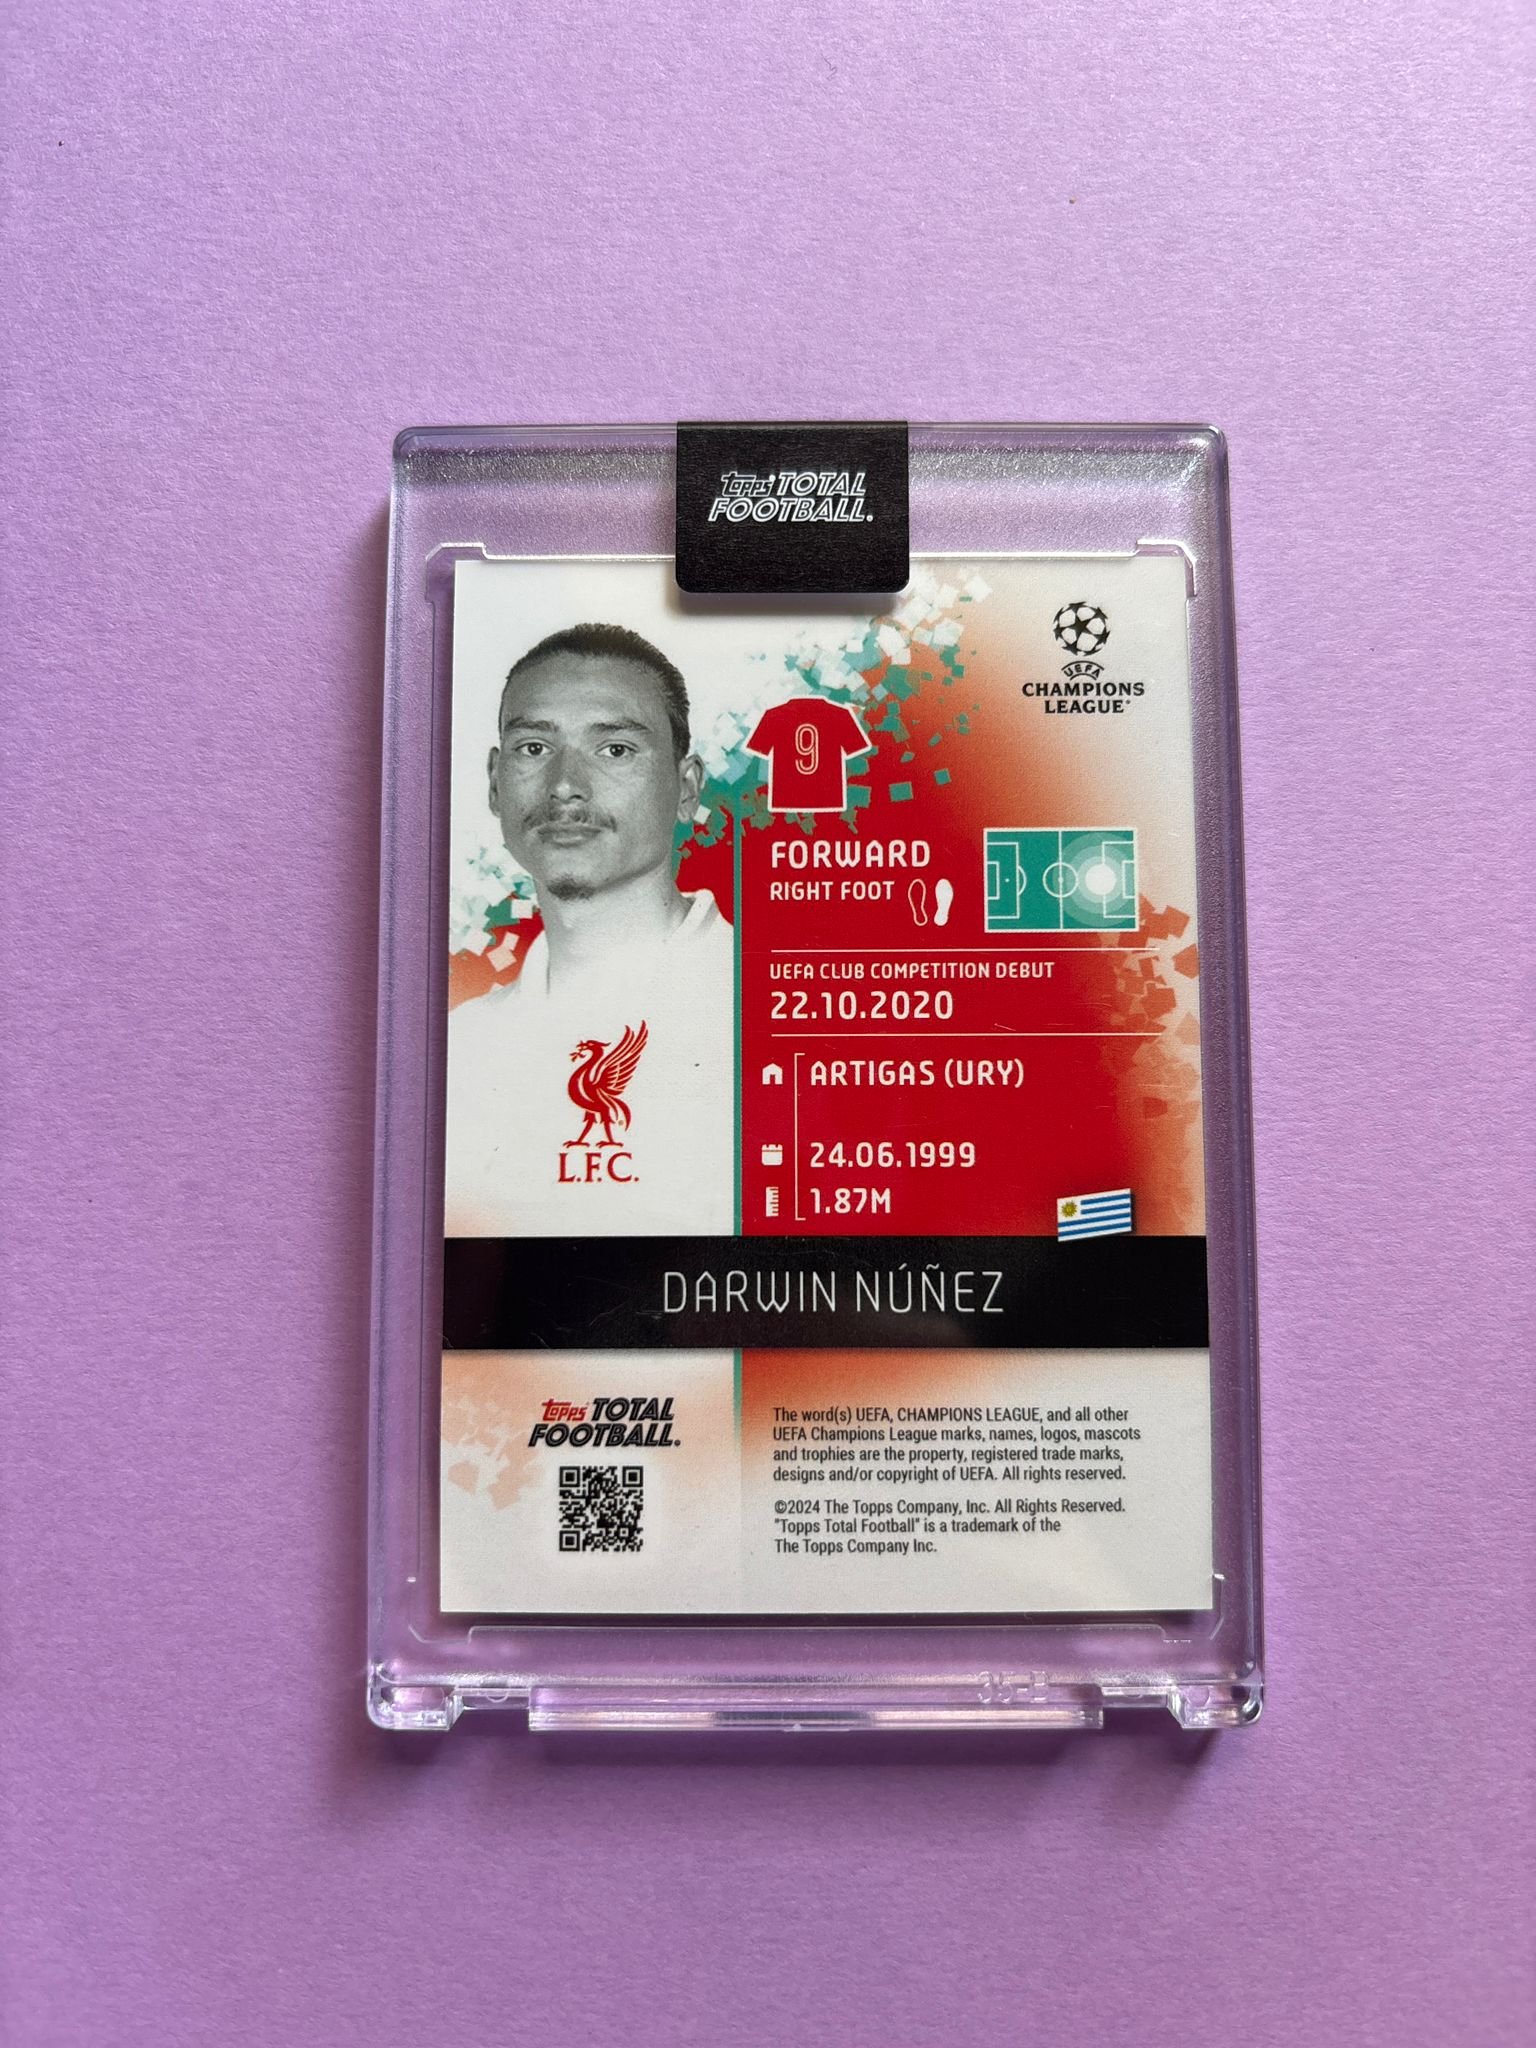 topps TOTAL
FOOTBALL.
UEFA
CHAMPIONS
LEAGUE
9
FORWARD
RIGHT FOOT
UEFA CLUB COMPETITION DEBUT
22.10.2020
ARTIGAS (URY)
24.06.1999
1.87M
L.F.C.
DARWIN NÚÑEZ
topps TOTAL
FOOTBALL.
The word(s) UEFA, CHAMPIONS LEAGUE, and all other
UEFA Champions League marks, names, logos, mascots
and trophies are the property, registered trade marks,
designs and/or copyright of UEFA. All rights reserved.
©2024 The Topps Company, Inc. All Rights Reserved.
"Topps Total Football" is a trademark of the
The Topps Company Inc.
35-B